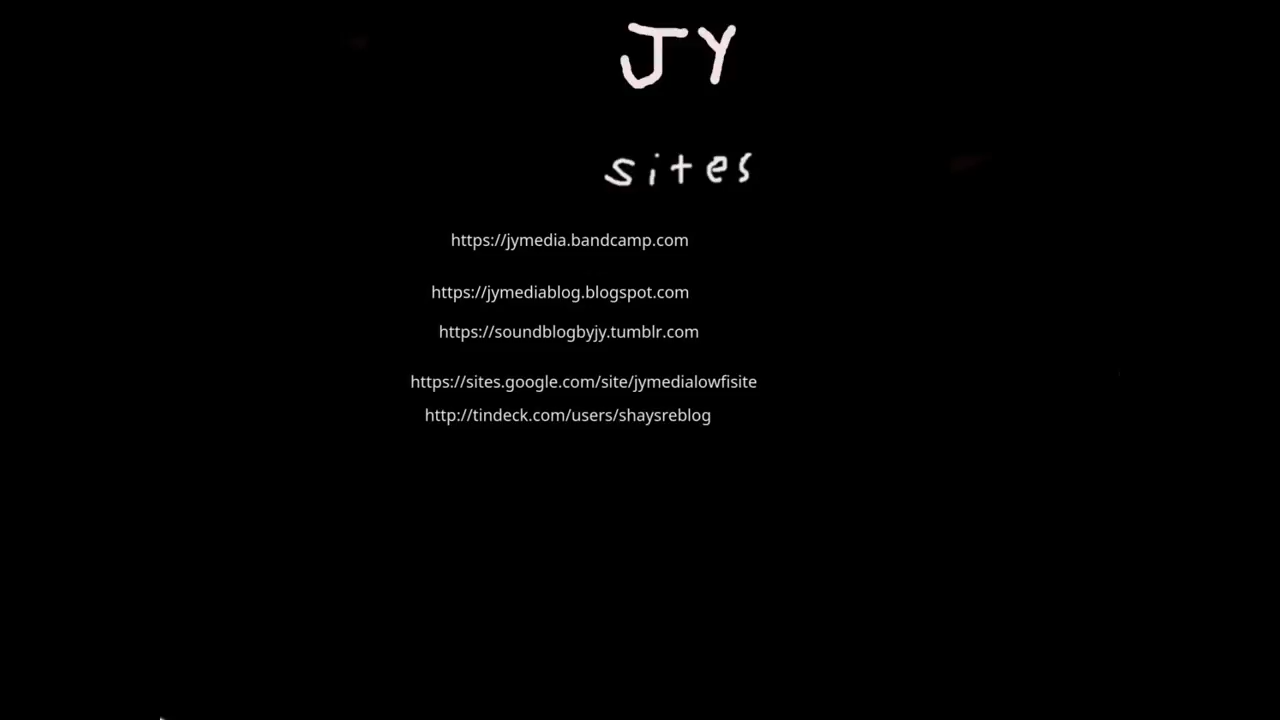 JY
sites
https://jymedia.bandcamp.com
https://jymediablog.blogspot.com
https://soundblogbyjy.tumblr.com
https://sites.google.com/site/jymedialowfisite
http://tindeck.com/users/shaysreblog